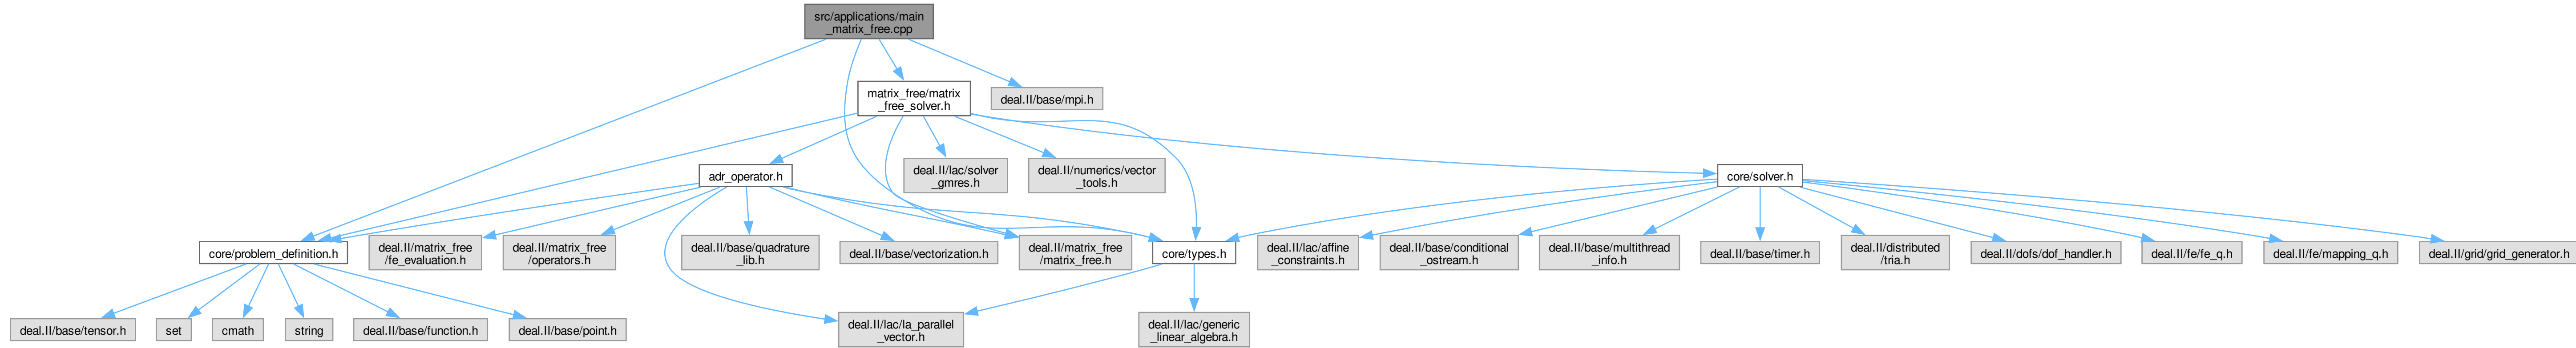 src/applications/main
_matrix_free.cpp
matrix_free/matrix
_free_solver.h
deal.II/base/mpi.h
adr_operator.h
deal.II/lac/solver
_gmres.h
deal.II/numerics/vector
_tools.h
core/solver.h
core/problem_definition.h
deal.II/matrix_free
/fe_evaluation.h
deal.II/matrix_free
/operators.h
deal.II/base/quadrature
_lib.h
deal.II/base/vectorization.h
deal.II/matrix_free
/matrix_free.h
core/types.h
deal.II/lac/affine
_constraints.h
deal.II/base/conditional
_ostream.h
deal.II/base/multithread
_info.h
deal.II/base/timer.h
deal.II/distributed
/tria.h
deal.II/dofs/dof_handler.h
deal.II/fe/fe_q.h
deal.II/fe/mapping_q.h
deal.II/grid/grid_generator.h
deal.II/base/tensor.h
set
cmath
string
deal.II/base/function.h
deal.II/base/point.h
deal.II/lac/la_parallel
_vector.h
deal.II/lac/generic
_linear_algebra.h